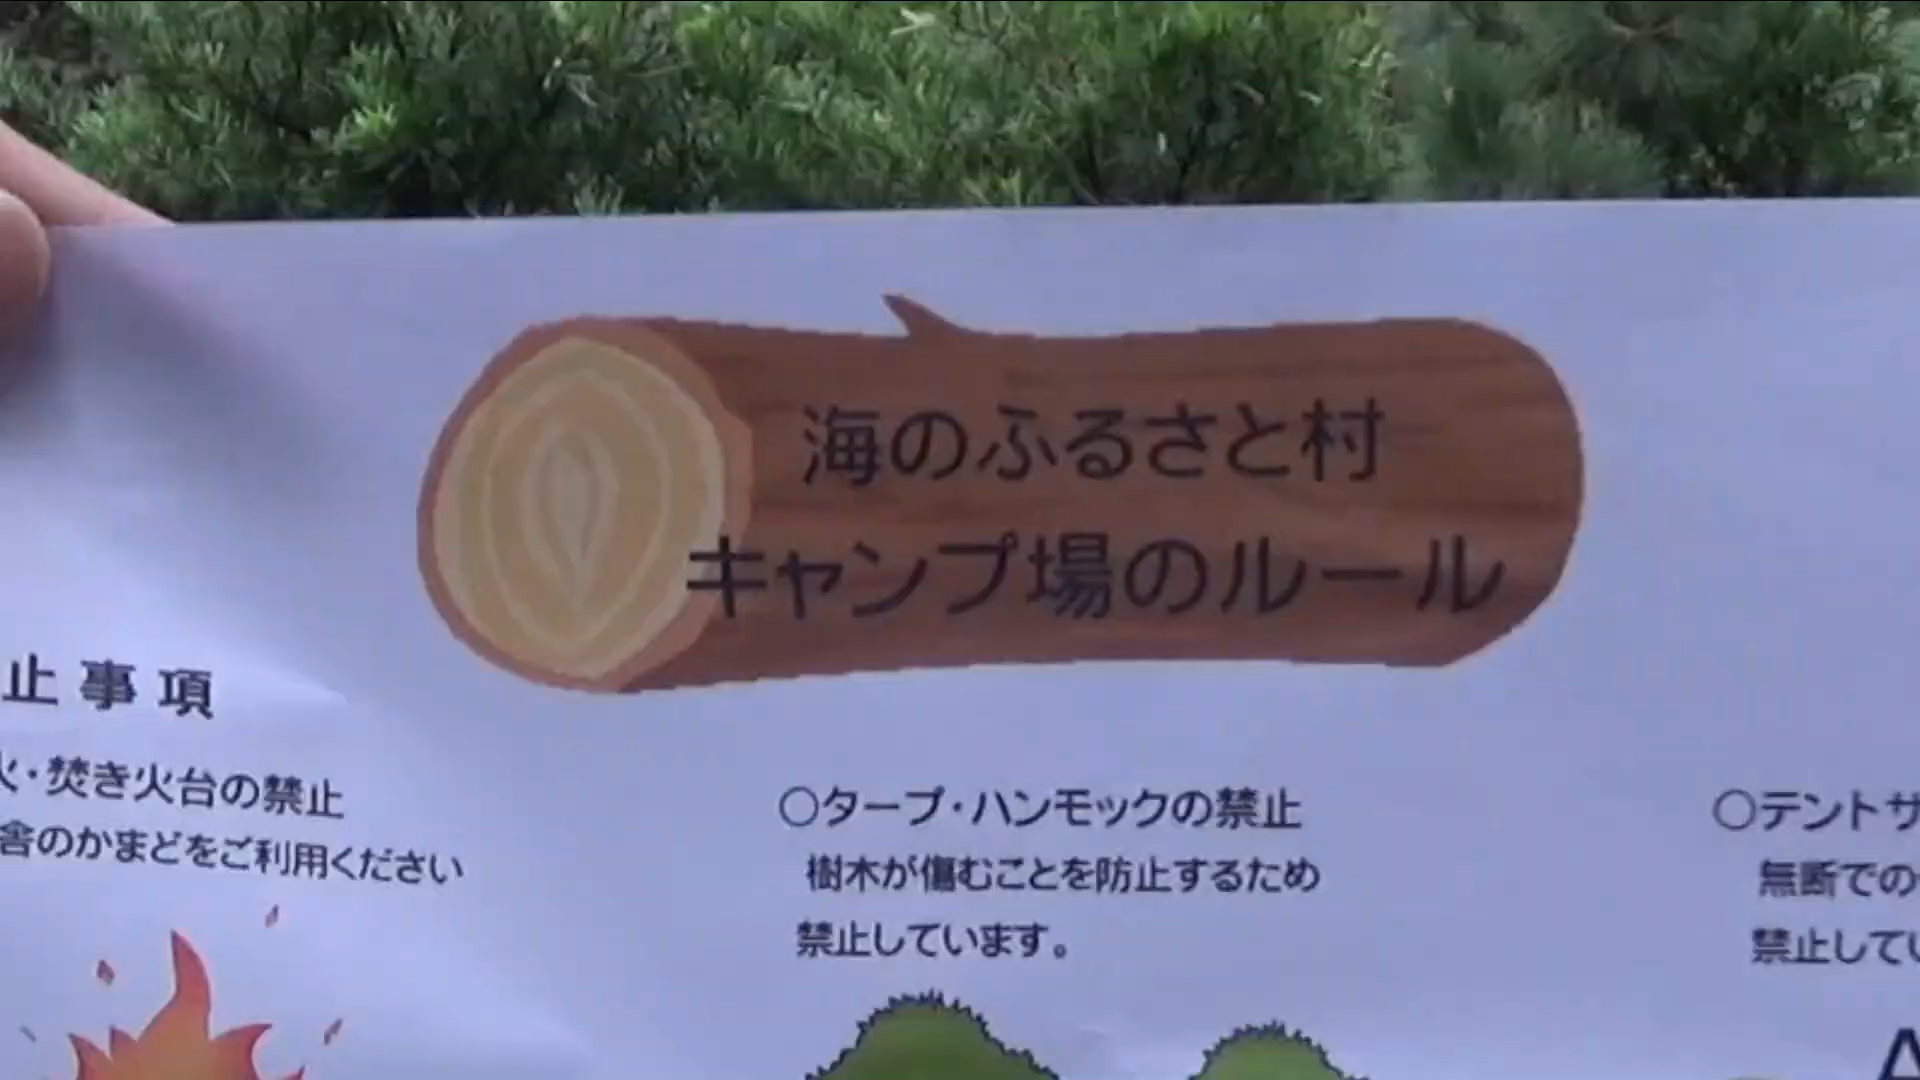 海のふるさと村
キャンプ場のルール
止事項
火・焚き火台の禁止
舎のかまどをご利用ください
○タープ・ハンモックの禁止
樹木が傷むことを防止するため
禁止しています。
○テントサ
無断での
禁止してい
A